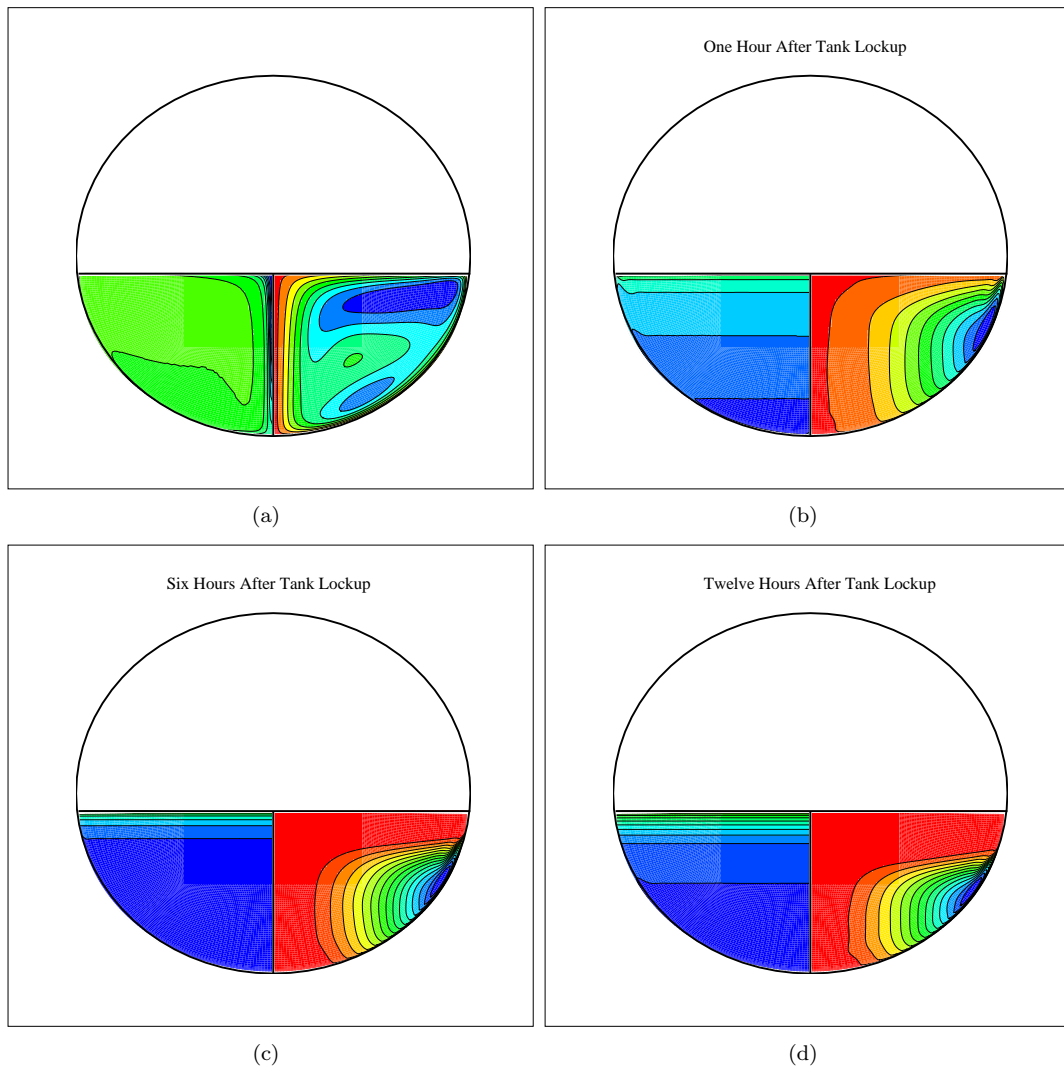 One Hour After Tank Lockup
(a)
(b)
Six Hours After Tank Lockup
Twelve Hours After Tank Lockup
(c)
(d)